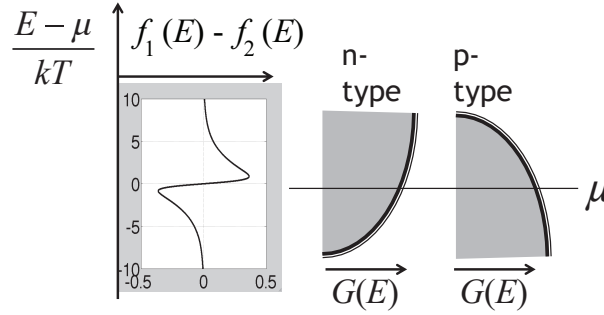 E − μ
kT
f₁(E) - f₂(E)
n-
type
p-
type
10
5
0
-5
-10
-0.5 0 0.5
μ
G(E)
G(E)